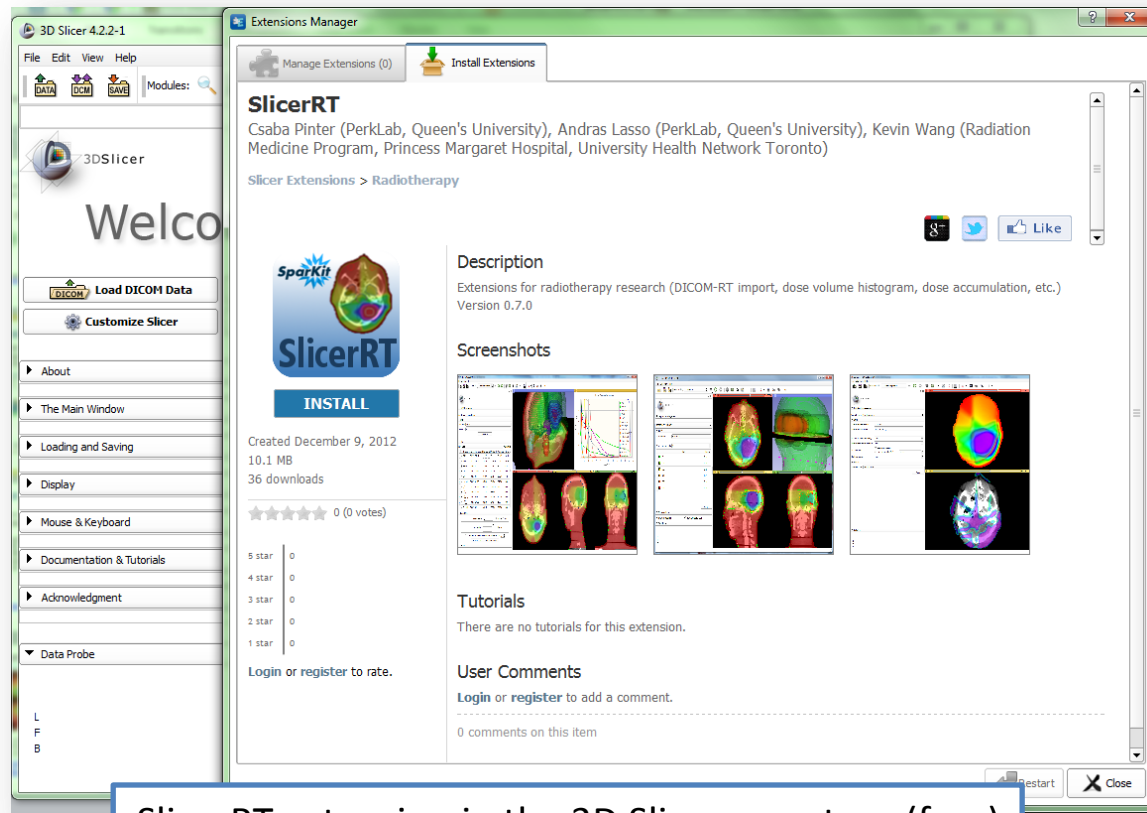 3D Slicer 4.2.2-1
File Edit View Help
DATA DCM SAVE Modules:
3DSlicer
Welco
DICOM Load DICOM Data
Customize Slicer
About
The Main Window
Loading and Saving
Display
Mouse & Keyboard
Documentation & Tutorials
Acknowledgment
Data Probe
L
F
B
Extensions Manager
Manage Extensions (0)
Install Extensions
SlicerRT
Csaba Pinter (PerkLab, Queen's University), Andras Lasso (PerkLab, Queen's University), Kevin Wang (Radiation
Medicine Program, Princess Margaret Hospital, University Health Network Toronto)
Slicer Extensions > Radiotherapy
g+
Like
SparKit
SlicerRT
INSTALL
Created December 9, 2012
10.1 MB
36 downloads
0 (0 votes)
5 star 0
4 star 0
3 star 0
2 star 0
1 star 0
Login or register to rate.
Description
Extensions for radiotherapy research (DICOM-RT import, dose volume histogram, dose accumulation, etc.)
Version 0.7.0
Screenshots
Tutorials
There are no tutorials for this extension.
User Comments
Login or register to add a comment.
0 comments on this item
Restart
Close